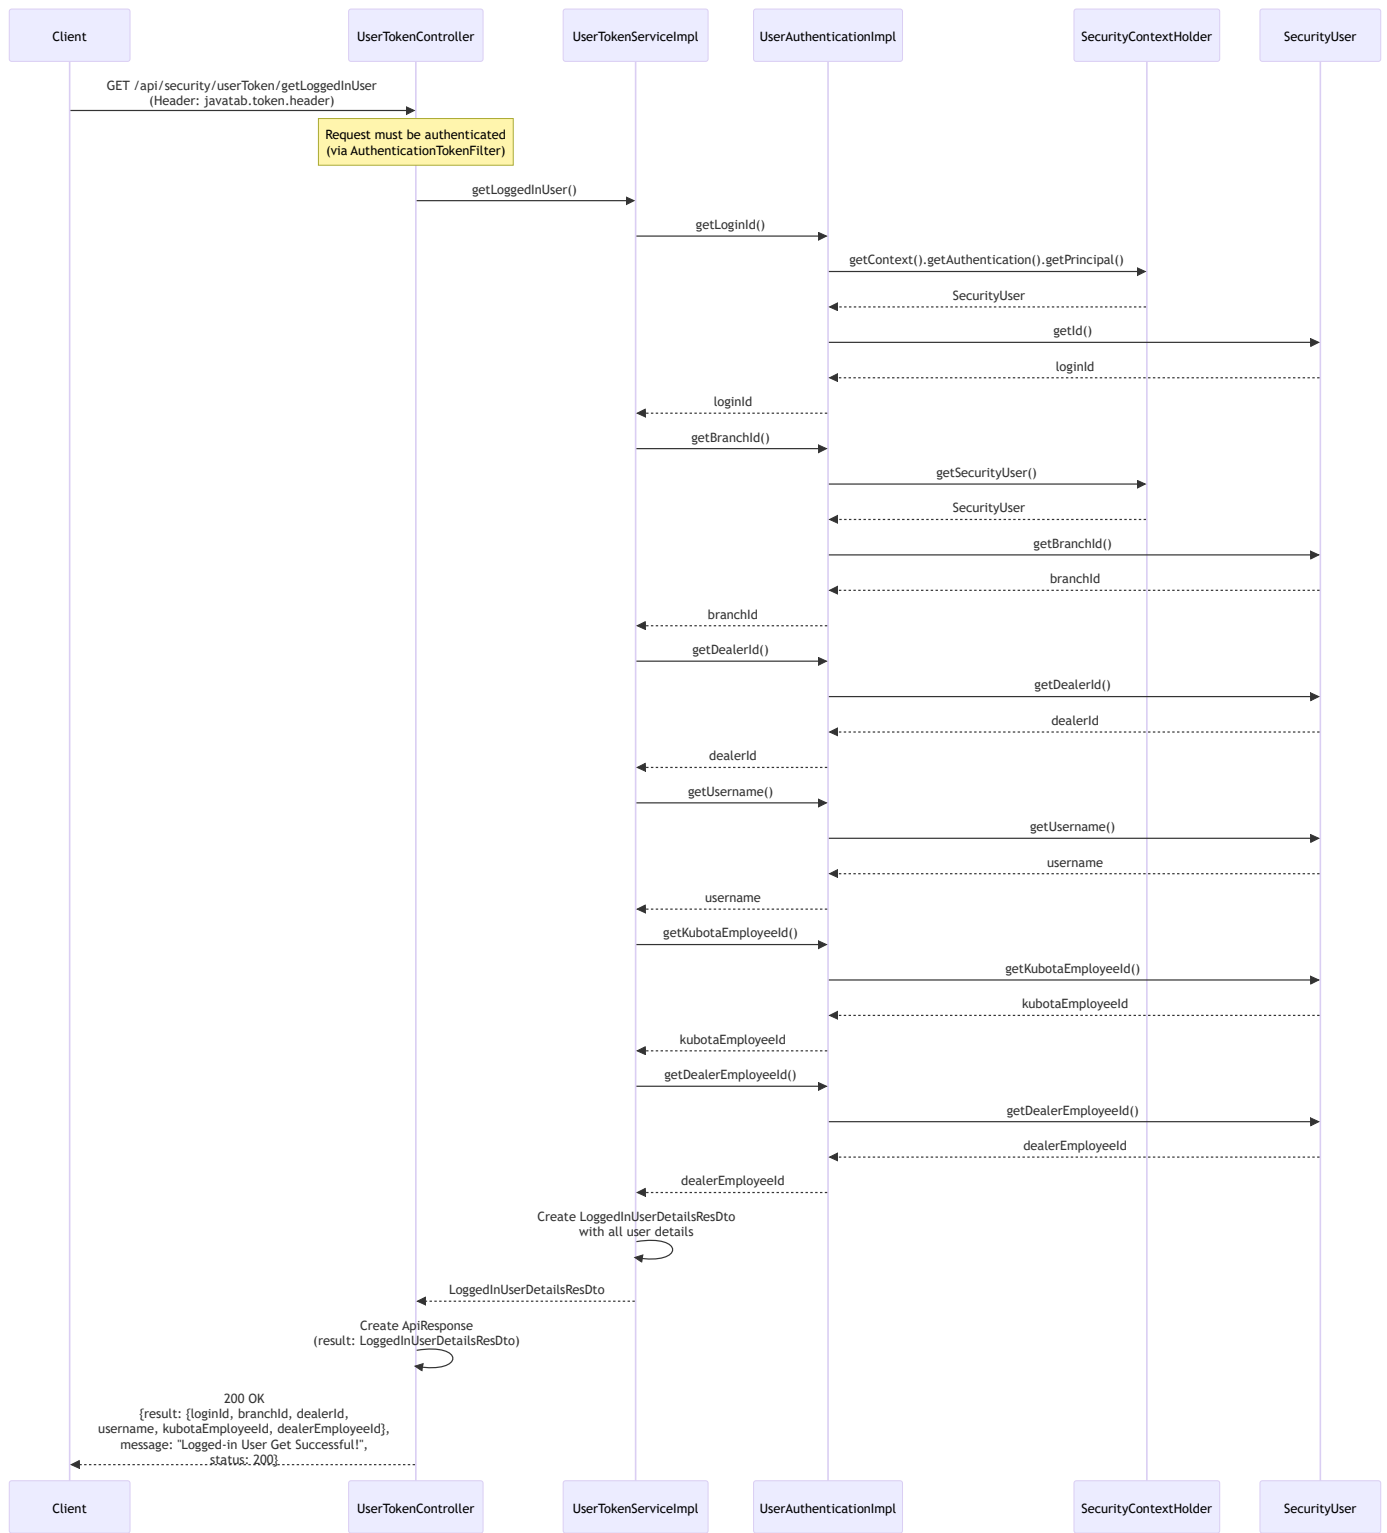 Client
UserTokenController
UserTokenServiceImpl
UserAuthenticationImpl
SecurityContextHolder
SecurityUser
GET /api/security/userToken/getLoggedInUser
(Header: javatab.token.header)
Request must be authenticated
(via AuthenticationTokenFilter)
getLoggedInUser()
getLoginId()
getContext().getAuthentication().getPrincipal()
SecurityUser
getId()
loginId
loginId
getBranchId()
getSecurityUser()
SecurityUser
getBranchId()
branchId
branchId
getDealerId()
getDealerId()
dealerId
dealerId
getUsername()
getUsername()
username
username
getKubotaEmployeeId()
getKubotaEmployeeId()
kubotaEmployeeId
kubotaEmployeeId
getDealerEmployeeId()
getDealerEmployeeId()
dealerEmployeeId
dealerEmployeeId
Create LoggedInUserDetailsResDto
with all user details
LoggedInUserDetailsResDto
Create ApiResponse
(result: LoggedInUserDetailsResDto)
200 OK
{result: {loginId, branchId, dealerId,
username, kubotaEmployeeId, dealerEmployeeId},
message: "Logged-in User Get Successful!",
status: 200}
Client
UserTokenController
UserTokenServiceImpl
UserAuthenticationImpl
SecurityContextHolder
SecurityUser